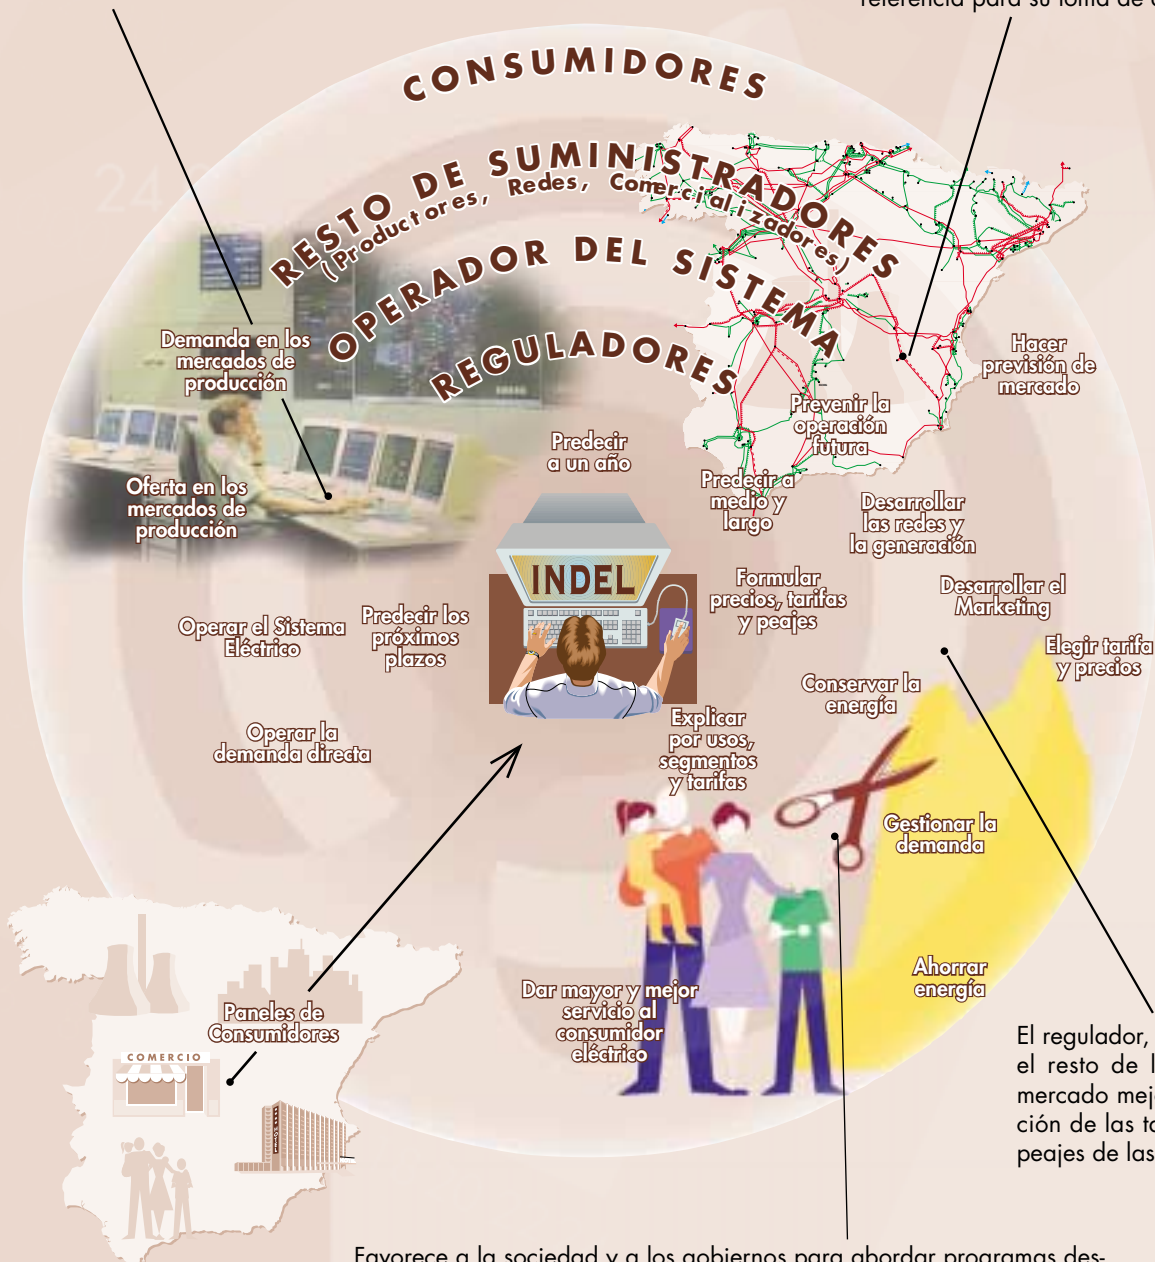 referencia para su toma de
CONSUMIDORES
RESTO DE SUMINISTRADORES
(Productores, Redes, Comercializadores)
OPERADOR DEL SISTEMA
REGULADORES
24
Demanda en los
mercados de
producción
Hacer
previsión de
mercado
Prevenir la
operación
futura
Predecir
a un año
Predecir a
medio y
largo
Oferta en los
mercados de
producción
Desarrollar
las redes y
la generación
INDEL
Formular
precios, tarifas
y peajes
Desarrollar el
Marketing
Operar el Sistema
Eléctrico
Predecir los
próximos
plazos
Elegir tarifa
y precios
Conservar la
energía
Operar la
demanda directa
Explicar
por usos,
segmentos
y tarifas
Gestionar la
demanda
Ahorrar
energía
Dar mayor y mejor
servicio al
consumidor
eléctrico
Paneles de
Consumidores
COMERCIO
El regulador,
el resto de
mercado
ción de las
peajes de las
Favorece a la sociedad y a los gobiernos para abordar programas des-